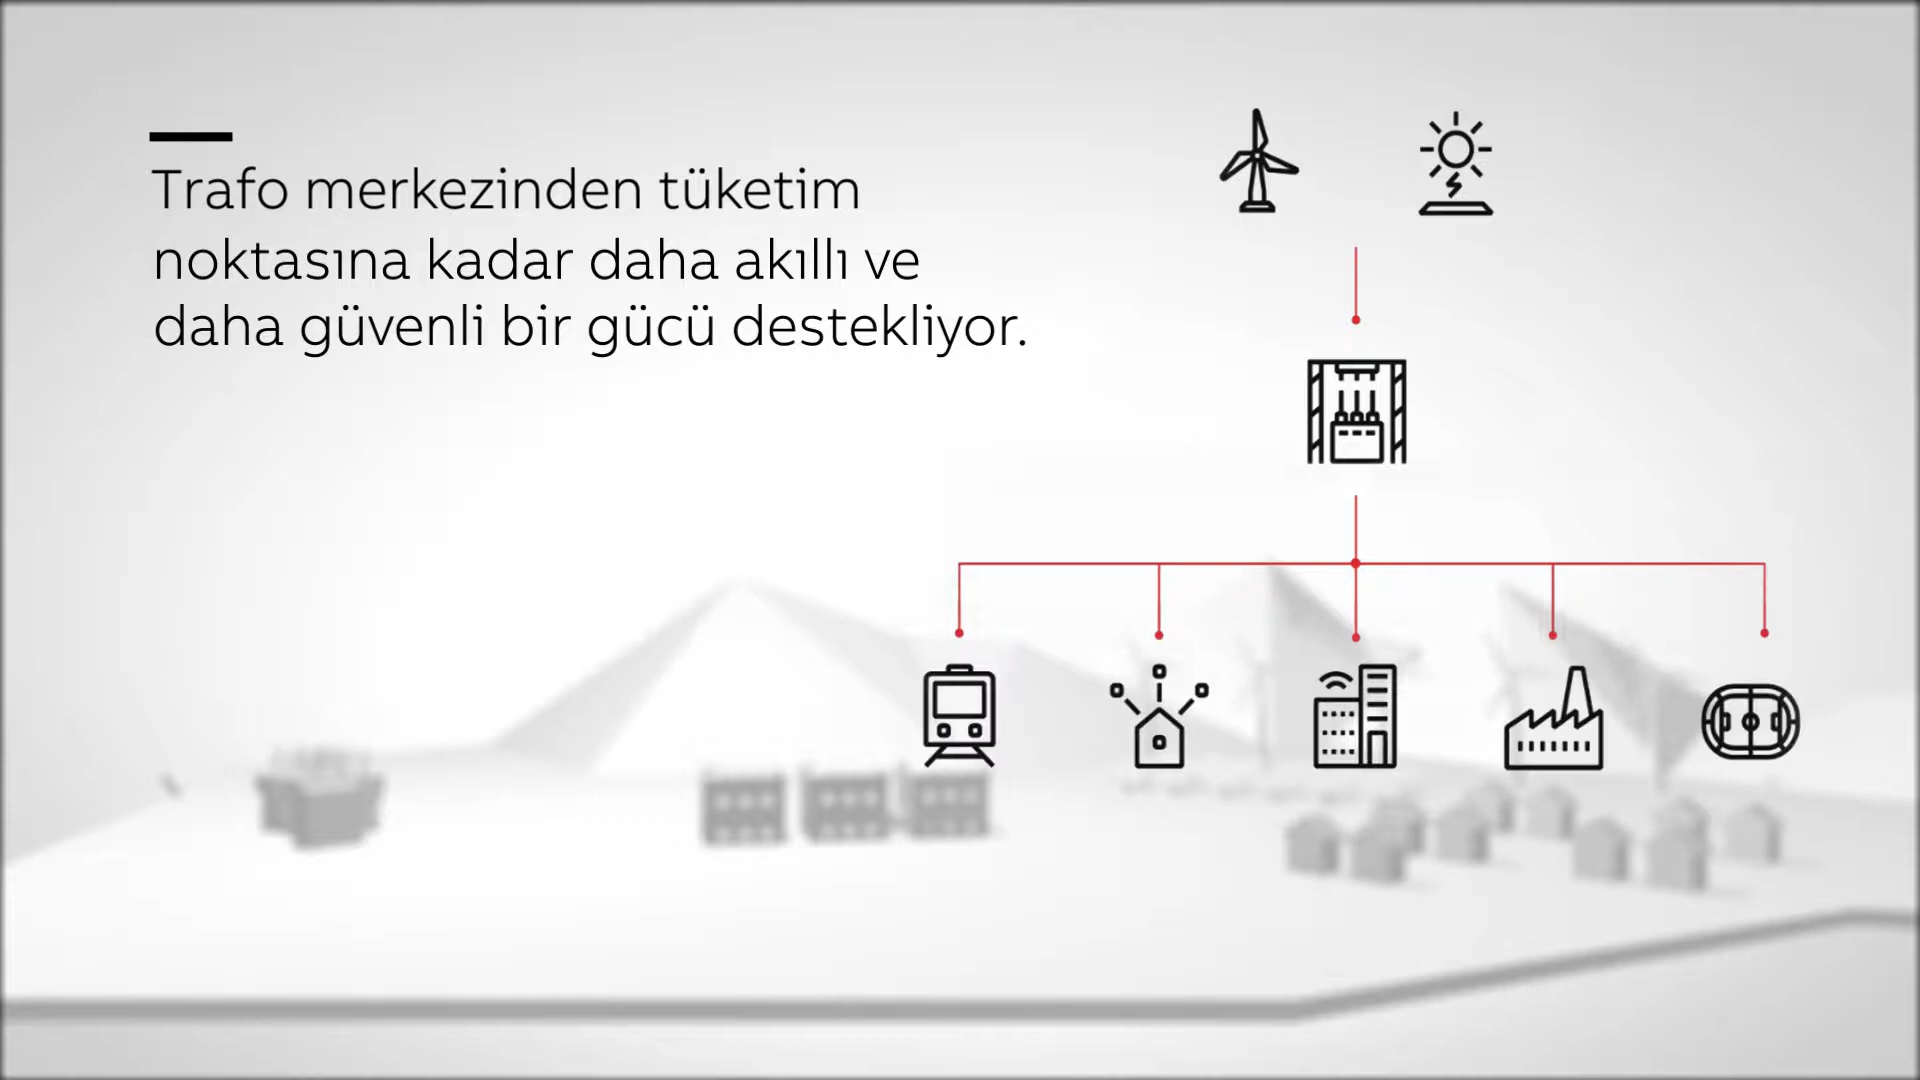 Trafo merkezinden tüketim
noktasına kadar daha akıllı ve
daha güvenli bir gücü destekliyor.